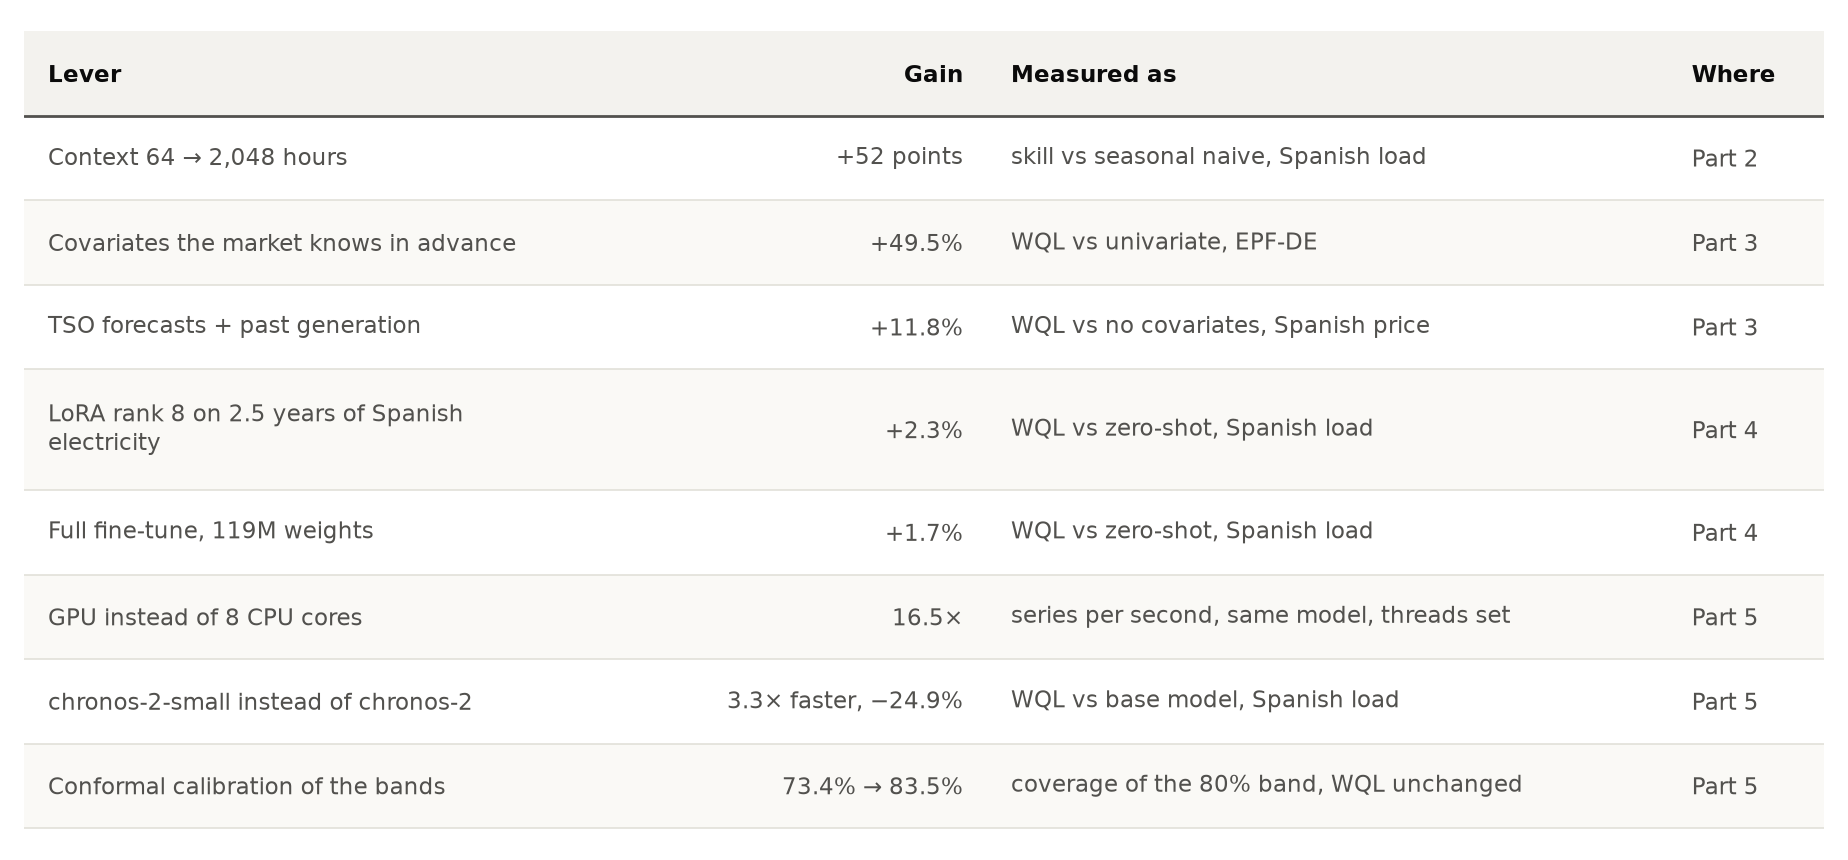 Lever Gain Measured as Where
Context 64 → 2,048 hours +52 points skill vs seasonal naive, Spanish load Part 2
Covariates the market knows in advance +49.5% WQL vs univariate, EPF-DE Part 3
TSO forecasts + past generation +11.8% WQL vs no covariates, Spanish price Part 3
LoRA rank 8 on 2.5 years of Spanish
electricity +2.3% WQL vs zero-shot, Spanish load Part 4
Full fine-tune, 119M weights +1.7% WQL vs zero-shot, Spanish load Part 4
GPU instead of 8 CPU cores 16.5× series per second, same model, threads set Part 5
chronos-2-small instead of chronos-2 3.3× faster, −24.9% WQL vs base model, Spanish load Part 5
Conformal calibration of the bands 73.4% → 83.5% coverage of the 80% band, WQL unchanged Part 5